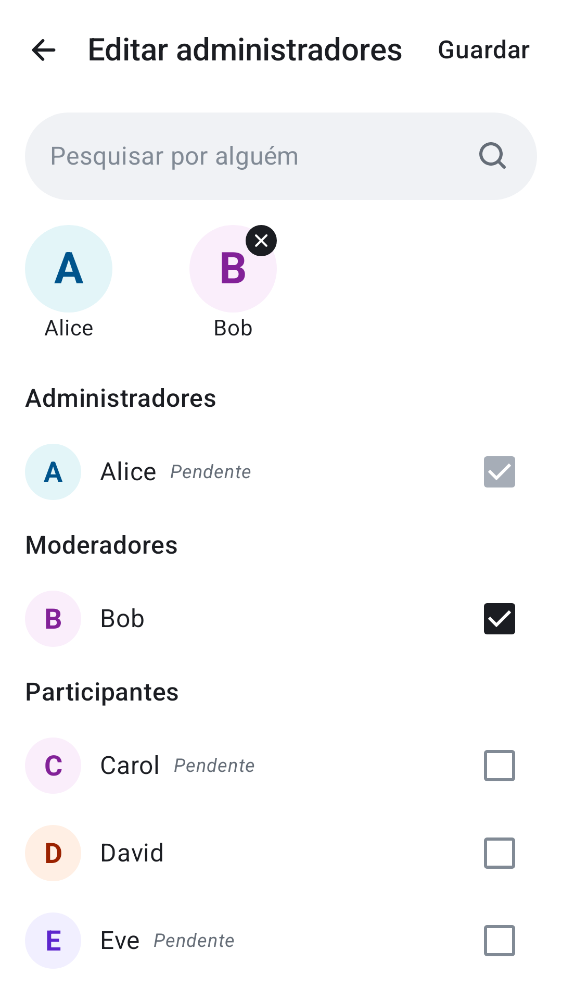 Editar administradores Guardar
Pesquisar por alguém
A B
Alice Bob
Administradores
A Alice Pendente
Moderadores
B Bob
Participantes
C Carol Pendente
D David
E Eve Pendente